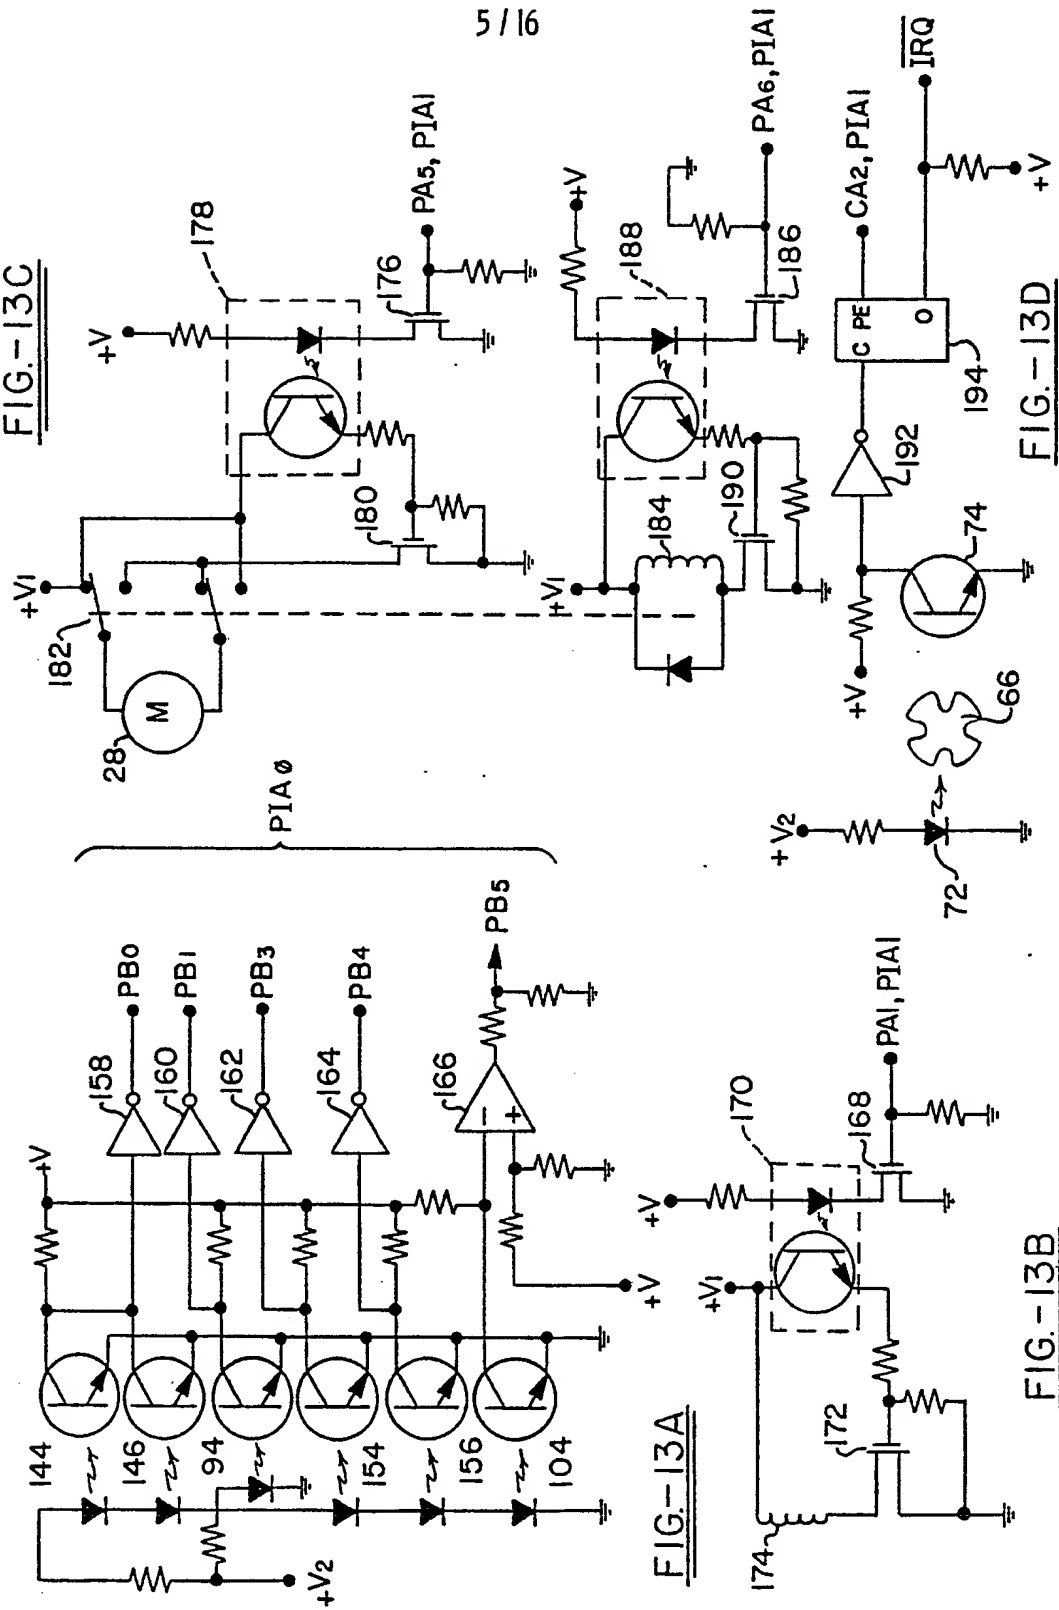 5/16
FIG.-13C
+V
178
PA5, PIA1
176
+V1
182
180
M
28
+V
188
PA6, PIA1
186
+V1
184
190
CA2, PIA1
C PE
O
194
192
IRQ
+V
74
+V
66
+V2
72
FIG.-13D
PIAØ
PB0
158
PB1
160
PB3
162
PB4
164
PB5
166
+V
+V
144
146
94
154
156
104
+V2
FIG.-13A
170
+V
+V1
PA1, PIA1
168
172
174
FIG.-13B